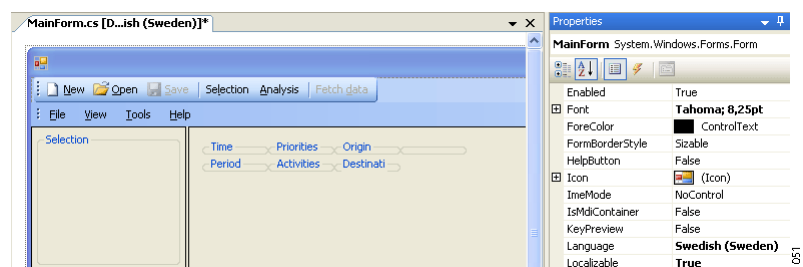 MainForm.cs [D...ish (Sweden)]*
New Open Save Selection Analysis Fetch data
File View Tools Help
Selection
Time Priorities Origin
Period Activities Destinati
Properties
MainForm System.Windows.Forms.Form
Enabled True
Font Tahoma; 8,25pt
ForeColor ControlText
FormBorderStyle Sizable
HelpButton False
Icon (Icon)
ImeMode NoControl
IsMdiContainer False
KeyPreview False
Language Swedish (Sweden)
Localizable True
051